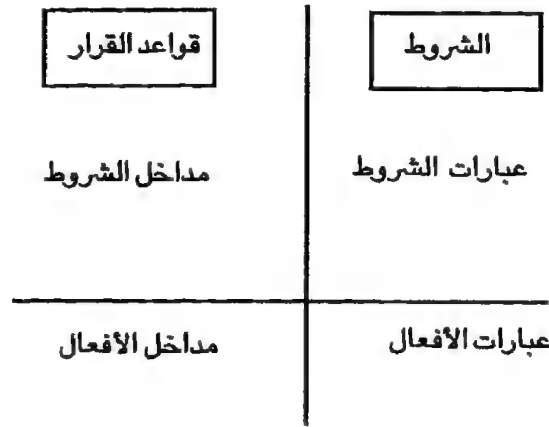 الشروط
قواعد القرار
عبارات الشروط
مداخل الشروط
عبارات الأفعال
مداخل الأفعال